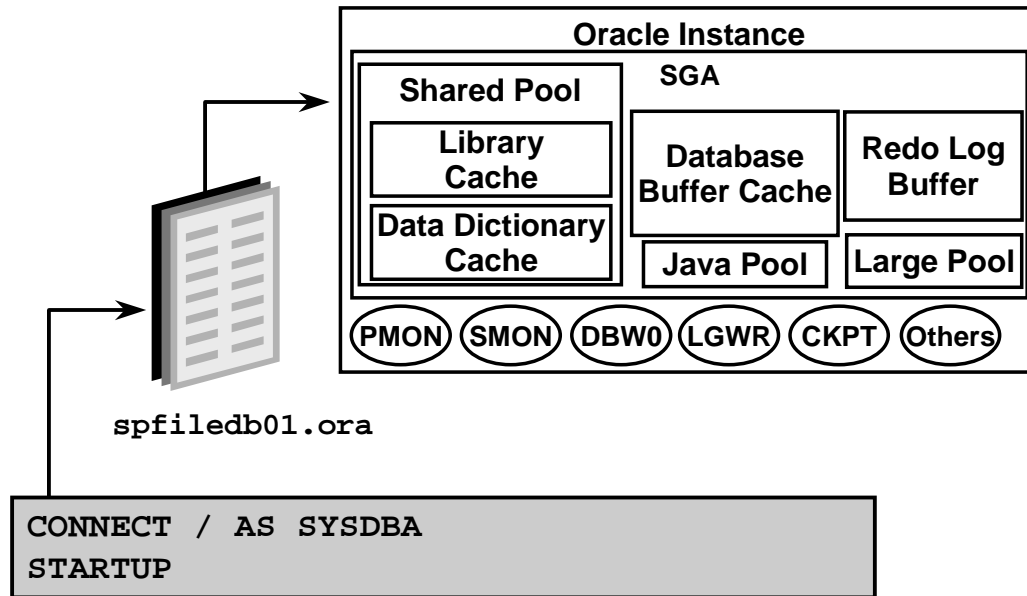 Oracle Instance
SGA
Shared Pool
Library
Cache
Data Dictionary
Cache
Database
Buffer Cache
Redo Log
Buffer
Java Pool
Large Pool
PMON
SMON
DBW0
LGWR
CKPT
Others
spfiledb01.ora
CONNECT / AS SYSDBA
STARTUP